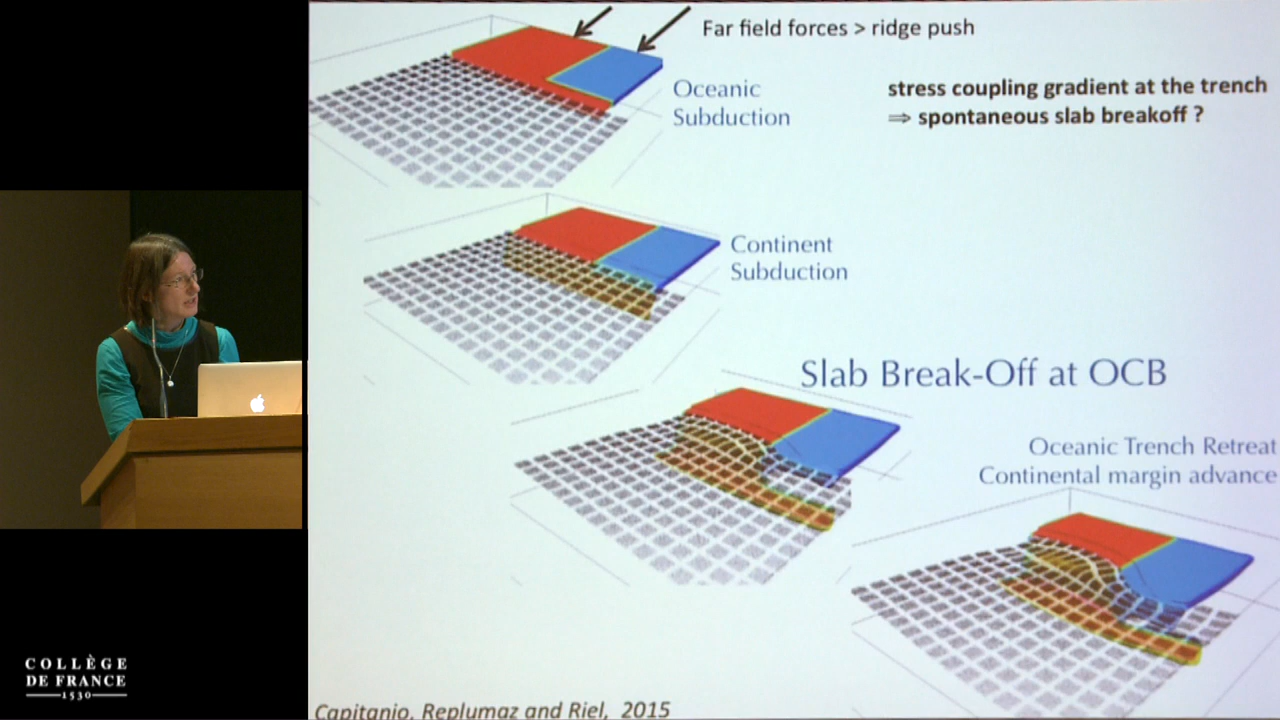 Far field forces > ridge push
stress coupling gradient at the trench
⇒ spontaneous slab breakoff ?
Oceanic
Subduction
Continent
Subduction
Slab Break-Off at OCB
Oceanic Trench Retreat
Continental margin advance
Capitanio, Replumaz and Riel, 2015
COLLÈGE
DE FRANCE
1530